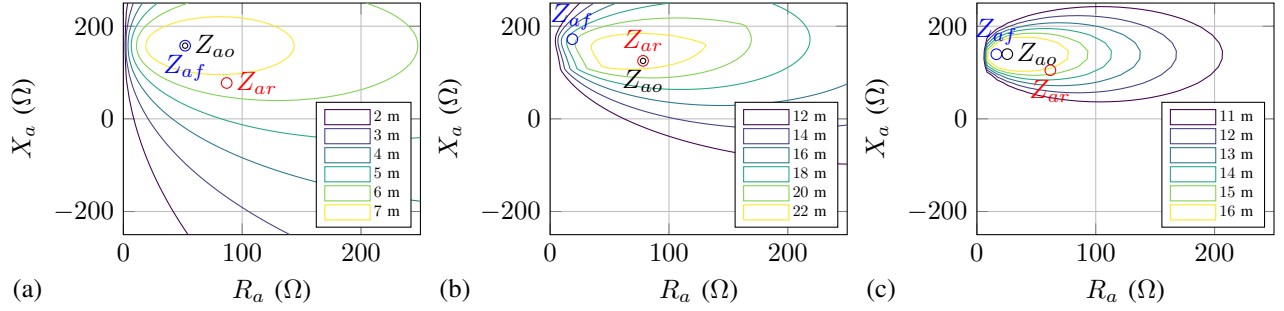 200
0
−200
X_a (Ω)
Z_ao
Z_af
Z_ar
2 m
3 m
4 m
5 m
6 m
7 m
0
100
200
R_a (Ω)
(a)
200
0
−200
X_a (Ω)
Z_af
Z_ar
Z_ao
12 m
14 m
16 m
18 m
20 m
22 m
0
100
200
R_a (Ω)
(b)
200
0
−200
X_a (Ω)
Z_af
Z_ao
Z_ar
11 m
12 m
13 m
14 m
15 m
16 m
0
100
200
R_a (Ω)
(c)